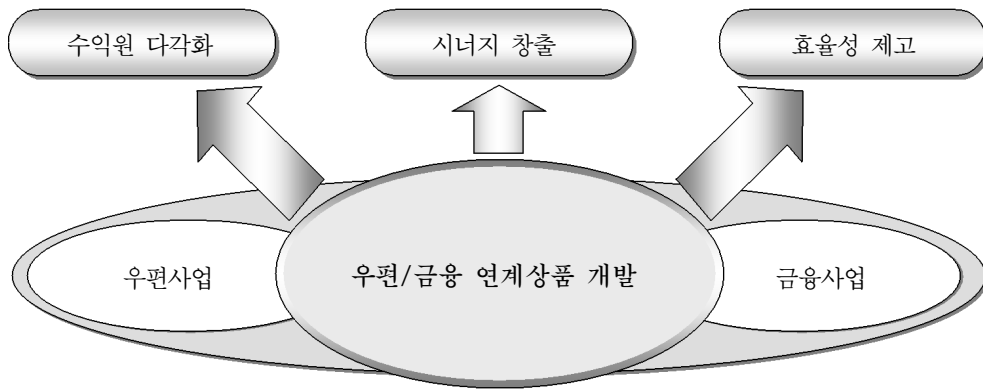 수익원 다각화
시너지 창출
효율성 제고
우편사업
우편/금융 연계상품 개발
금융사업